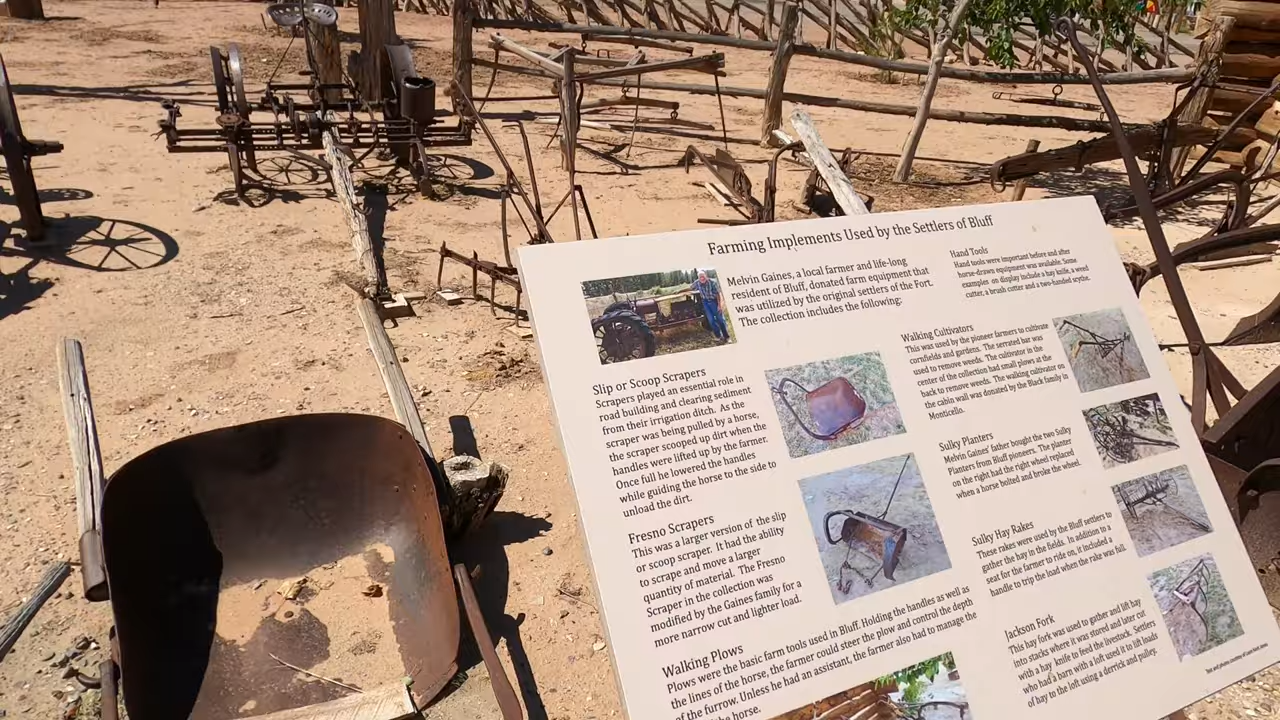 Farming Implements Used by the Settlers of Bluff
Melvin Gaines, a local farmer and life-long
resident of Bluff, donated farm equipment that
was utilized by the original settlers of the Fort.
The collection includes the following:
Slip or Scoop Scrapers
Scrapers played an essential role in
road building and clearing sediment
from their irrigation ditch. As the
scraper was being pulled by a horse,
the scraper scooped up dirt when the
handles were lifted up by the farmer.
Once full he lowered the handles
while guiding the horse to the side to
unload the dirt.
Fresno Scrapers
This was a larger version of the slip
or scoop scraper. It had the ability
to scrape and move a larger
quantity of material. The Fresno
Scraper in the collection was
modified by the Gaines family for a
more narrow cut and lighter load.
Walking Plows
Plows were the basic farm tools used in Bluff. Holding the handles as well as
the lines of the horse, the farmer could steer the plow and control the depth
of the furrow. Unless he had an assistant, the farmer also had to manage the
horse.
Hand Tools
Hand tools were important before and after
horse-drawn equipment was available. Some
examples on display include a hay knife, a weed
cutter, a brush cutter and a two-handed scythe.
Walking Cultivators
This was used by the pioneer farmers to cultivate
cornfields and gardens. The serrated bar was
used to remove weeds. The cultivator in the
center of the collection had small plows at the
back to remove weeds. The walking cultivator on
the cabin wall was donated by the Black family in
Monticello.
Sulky Planters
Melvin Gaines' father bought the two Sulky
Planters from Bluff pioneers. The planter
on the right had the right wheel replaced
when a horse bolted and broke the wheel.
Sulky Hay Rakes
These rakes were used by the Bluff settlers to
gather the hay in the fields. In addition to a
seat for the farmer to ride on, it included a
handle to trip the load when the rake was full.
Jackson Fork
This hay fork was used to gather and lift hay
into stacks where it was stored and later cut
with a hay knife to feed the livestock. Settlers
who had a barn with a loft used it to lift loads
of hay to the loft using a derrick and pulley.